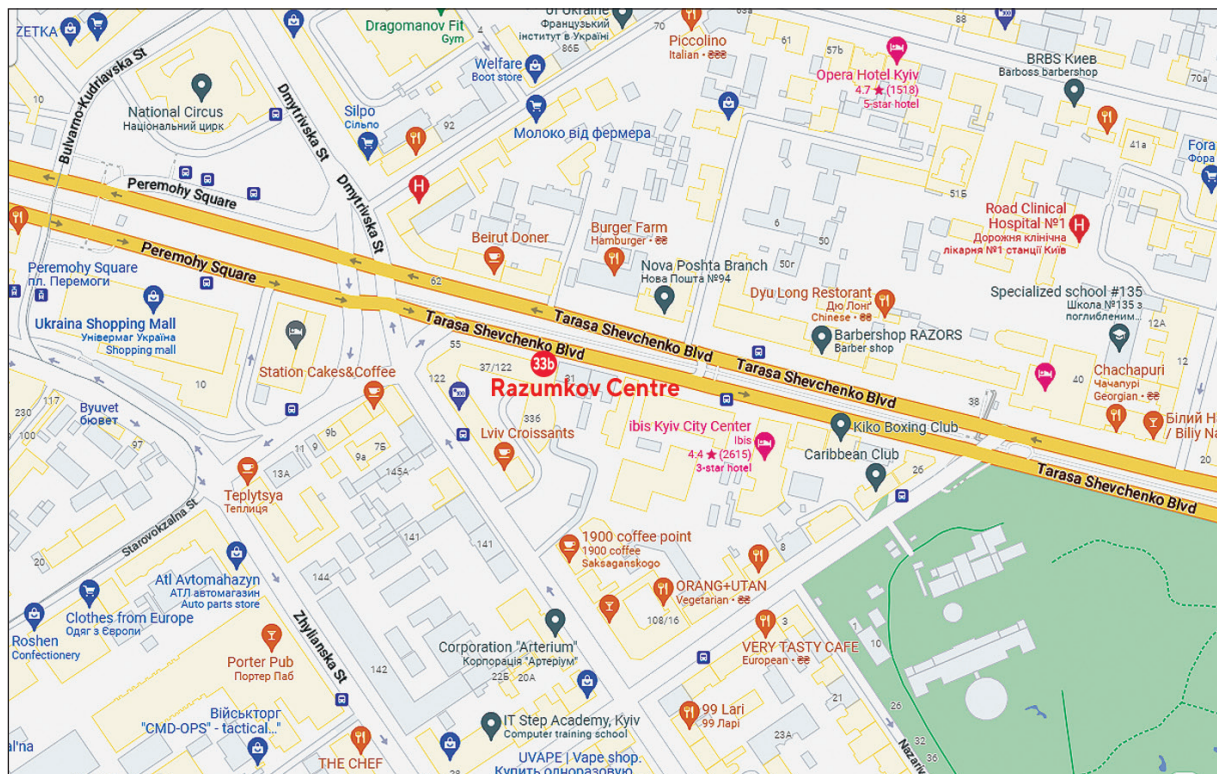 ZETKA
Bulvarno-Kudriavska St
National Circus
Національний цирк
Dmytrivska St
Dmytrivska St
Dragomanov Fit
Gym
4
86Б
of Ukraine
Французський
інститут в Україні
70
Piccolino
Italian • ₴₴₴
63a
61
57b
88
Opera Hotel Kyiv
4.7 ★ (1518)
5-star hotel
BRBS Киев
Barboss barbershop
70a
10
Welfare
Boot store
Silpo
Сільпо
92
Молоко від фермера
41a
Fora
Фора
51Б
Peremohy Square
Peremohy Square
Road Clinical
Hospital №1
Дорожня клінічна
лікарня №1 станції Київ
6
50
50г
Beirut Doner
Burger Farm
Hamburger • ₴₴
62
Nova Poshta Branch
Нова Пошта №94
Peremohy Square
пл. Перемоги
Ukraina Shopping Mall
Універмаг Україна
Shopping mall
Dyu Long Restorant
Дю Лонг
Chinese • ₴₴
Specialized school #135
Школа №135 з
поглибленим...
12A
Barbershop RAZORS
Barber shop
Tarasa Shevchenko Blvd
Tarasa Shevchenko Blvd
Tarasa Shevchenko Blvd
Tarasa Shevchenko Blvd
55
37/122
122
33b
31
Razumkov Centre
Station Cakes&Coffee
10
230
117
100
Byuvet
бювет
97
11
9
9b
9a
7Б
145A
13A
336
Lviv Croissants
ibis Kyiv City Center
Ibis
4.4 ★ (2615)
3-star hotel
Kiko Boxing Club
Caribbean Club
26
38
40
Chachapuri
Чачапурі
Georgian • ₴₴
Білий Н
/ Biliy Na
20
Teplytsya
Теплиця
Starovokzalna St
141
141
144
1900 coffee point
1900 coffee
Saksaganskogo
8
Atl Avtomahazyn
АТЛ автомагазин
Auto parts store
Clothes from Europe
Одяг з Європи
Roshen
Confectionery
10
ORANG+UTAN
Vegetarian • ₴₴
108/16
3
1
10
VERY TASTY CAFE
European • ₴₴
Corporation "Arterium"
Корпорація "Артеріум"
22Б
20A
Porter Pub
Портер Паб
Zhylianska St
142
21
26
32
36
23A
Nazariv
99 Lari
99 Ларі
IT Step Academy, Kyiv
Computer training school
Військторг
"CMD-OPS" - tactical...
al'na
THE CHEF
28
UVAPE | Vape shop.
Купить одноразовую